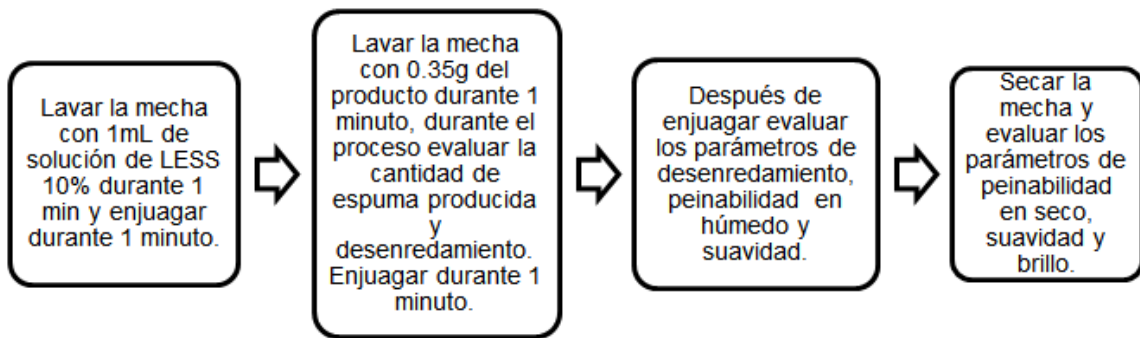 Lavar la mecha
con 1mL de
solución de LESS
10% durante 1
min y enjuagar
durante 1 minuto.
Lavar la mecha
con 0.35g del
producto durante 1
minuto, durante el
proceso evaluar la
cantidad de
espuma producida
y
desenredamiento.
Enjuagar durante 1
minuto.
Después de
enjuagar evaluar
los parámetros de
desenredamiento,
peinabilidad en
húmedo y
suavidad.
Secar la
mecha y
evaluar los
parámetros de
peinabilidad
en seco,
suavidad y
brillo.